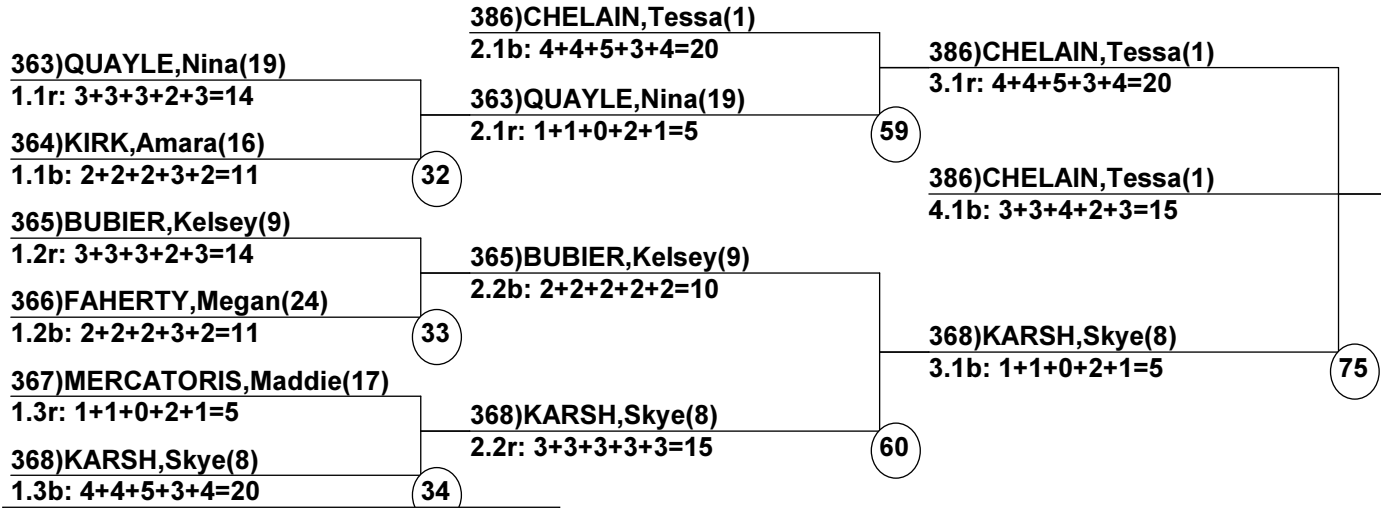 363)QUAYLE,Nina(19)
1.1r: 3+3+3+2+3=14
364)KIRK,Amara(16)
1.1b: 2+2+2+3+2=11
32
365)BUBIER,Kelsey(9)
1.2r: 3+3+3+2+3=14
366)FAHERTY,Megan(24)
1.2b: 2+2+2+3+2=11
33
367)MERCATORIS,Maddie(17)
1.3r: 1+1+0+2+1=5
368)KARSH,Skye(8)
1.3b: 4+4+5+3+4=20
34
386)CHELAIN,Tessa(1)
2.1b: 4+4+5+3+4=20
363)QUAYLE,Nina(19)
2.1r: 1+1+0+2+1=5
59
365)BUBIER,Kelsey(9)
2.2b: 2+2+2+2+2=10
368)KARSH,Skye(8)
2.2r: 3+3+3+3+3=15
60
386)CHELAIN,Tessa(1)
3.1r: 4+4+5+3+4=20
386)CHELAIN,Tessa(1)
4.1b: 3+3+4+2+3=15
368)KARSH,Skye(8)
3.1b: 1+1+0+2+1=5
75